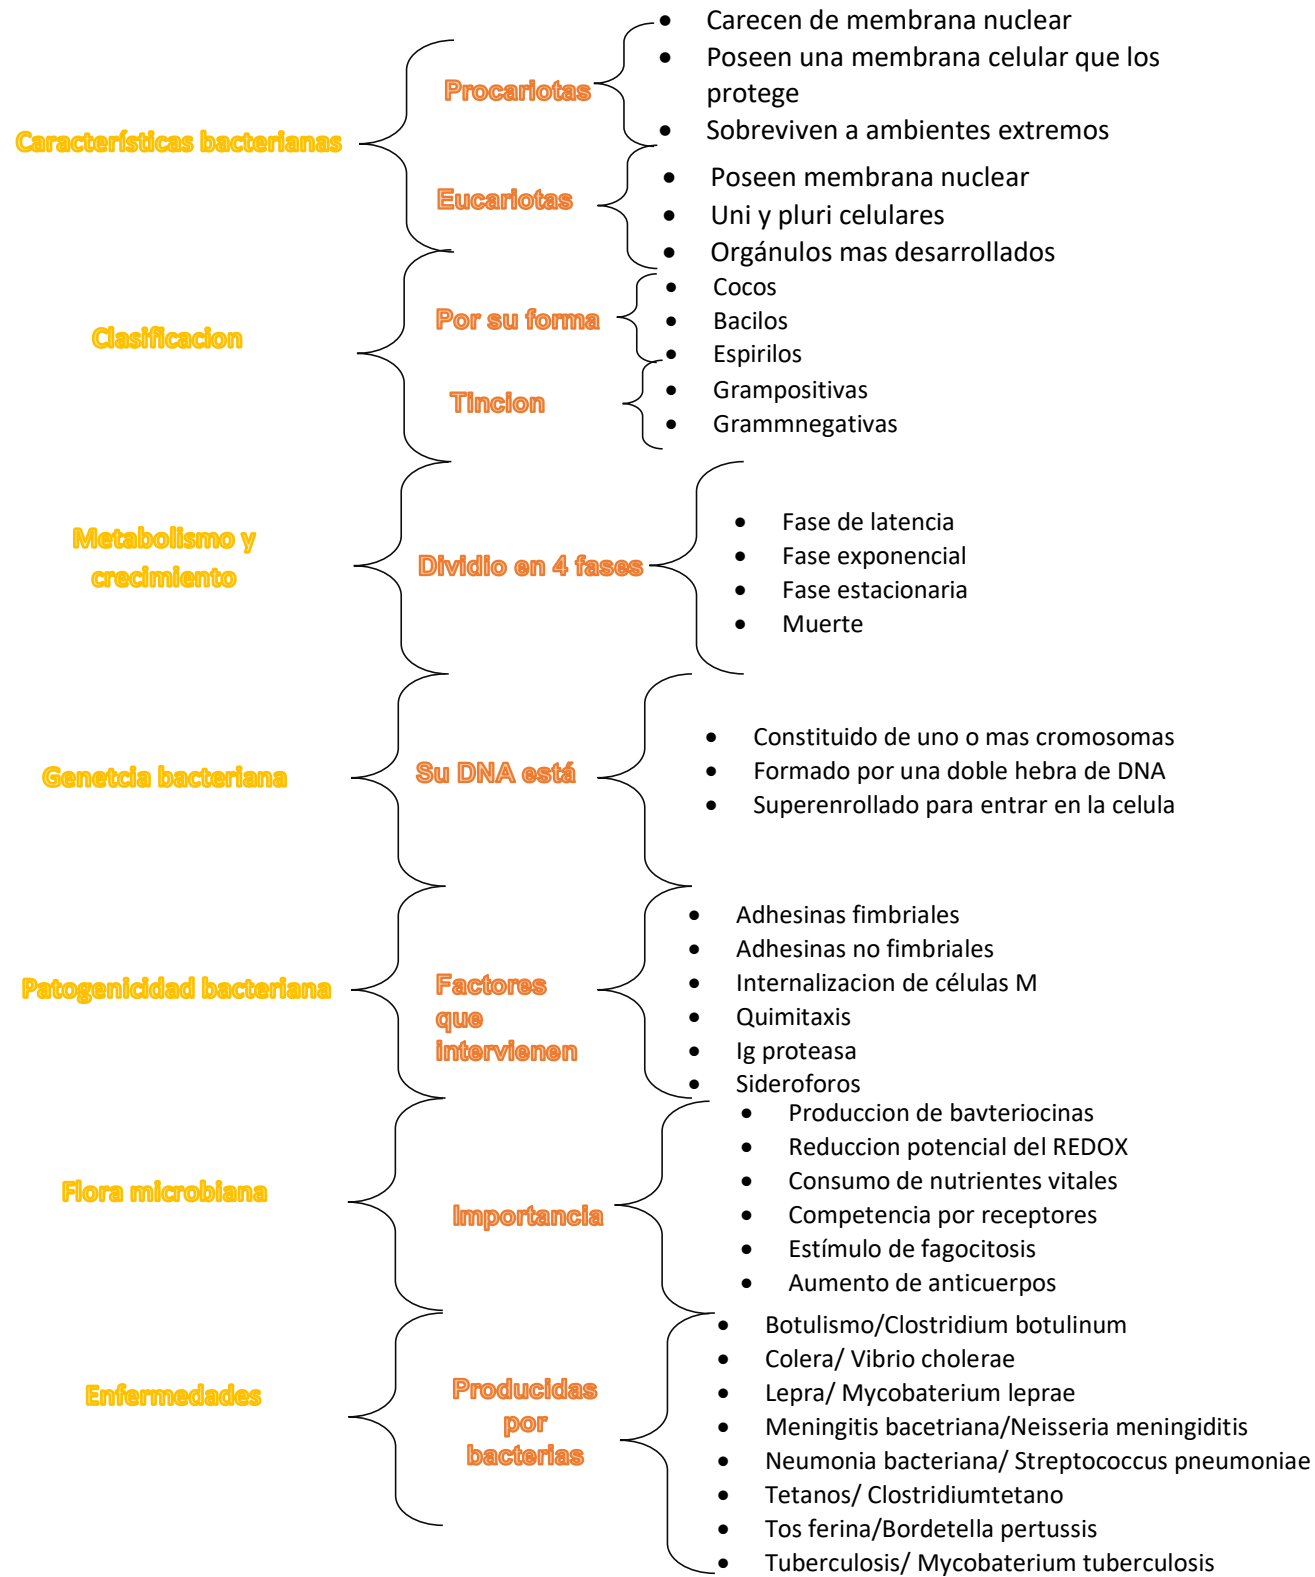 Características bacterianas
Procariotas
Carecen de membrana nuclear
Poseen una membrana celular que los
protege
Sobreviven a ambientes extremos
Eucariotas
Poseen membrana nuclear
Uni y pluri celulares
Orgánulos mas desarrollados
Clasificacion
Por su forma
Cocos
Bacilos
Espirilos
Tincion
Grampositivas
Grammnegativas
Metabolismo y
crecimiento
Dividio en 4 fases
Fase de latencia
Fase exponencial
Fase estacionaria
Muerte
Genetcia bacteriana
Su DNA está
Constituido de uno o mas cromosomas
Formado por una doble hebra de DNA
Superenrollado para entrar en la celula
Patogenicidad bacteriana
Factores
que
intervienen
Adhesinas fimbriales
Adhesinas no fimbriales
Internalizacion de células M
Quimitaxis
Ig proteasa
Sideroforos
Flora microbiana
Importancia
Produccion de bavteriocinas
Reduccion potencial del REDOX
Consumo de nutrientes vitales
Competencia por receptores
Estímulo de fagocitosis
Aumento de anticuerpos
Enfermedades
Producidas
por
bacterias
Botulismo/Clostridium botulinum
Colera/ Vibrio cholerae
Lepra/ Mycobaterium leprae
Meningitis bacetriana/Neisseria meningiditis
Neumonia bacteriana/ Streptococcus pneumoniae
Tetanos/ Clostridiumtetano
Tos ferina/Bordetella pertussis
Tuberculosis/ Mycobaterium tuberculosis